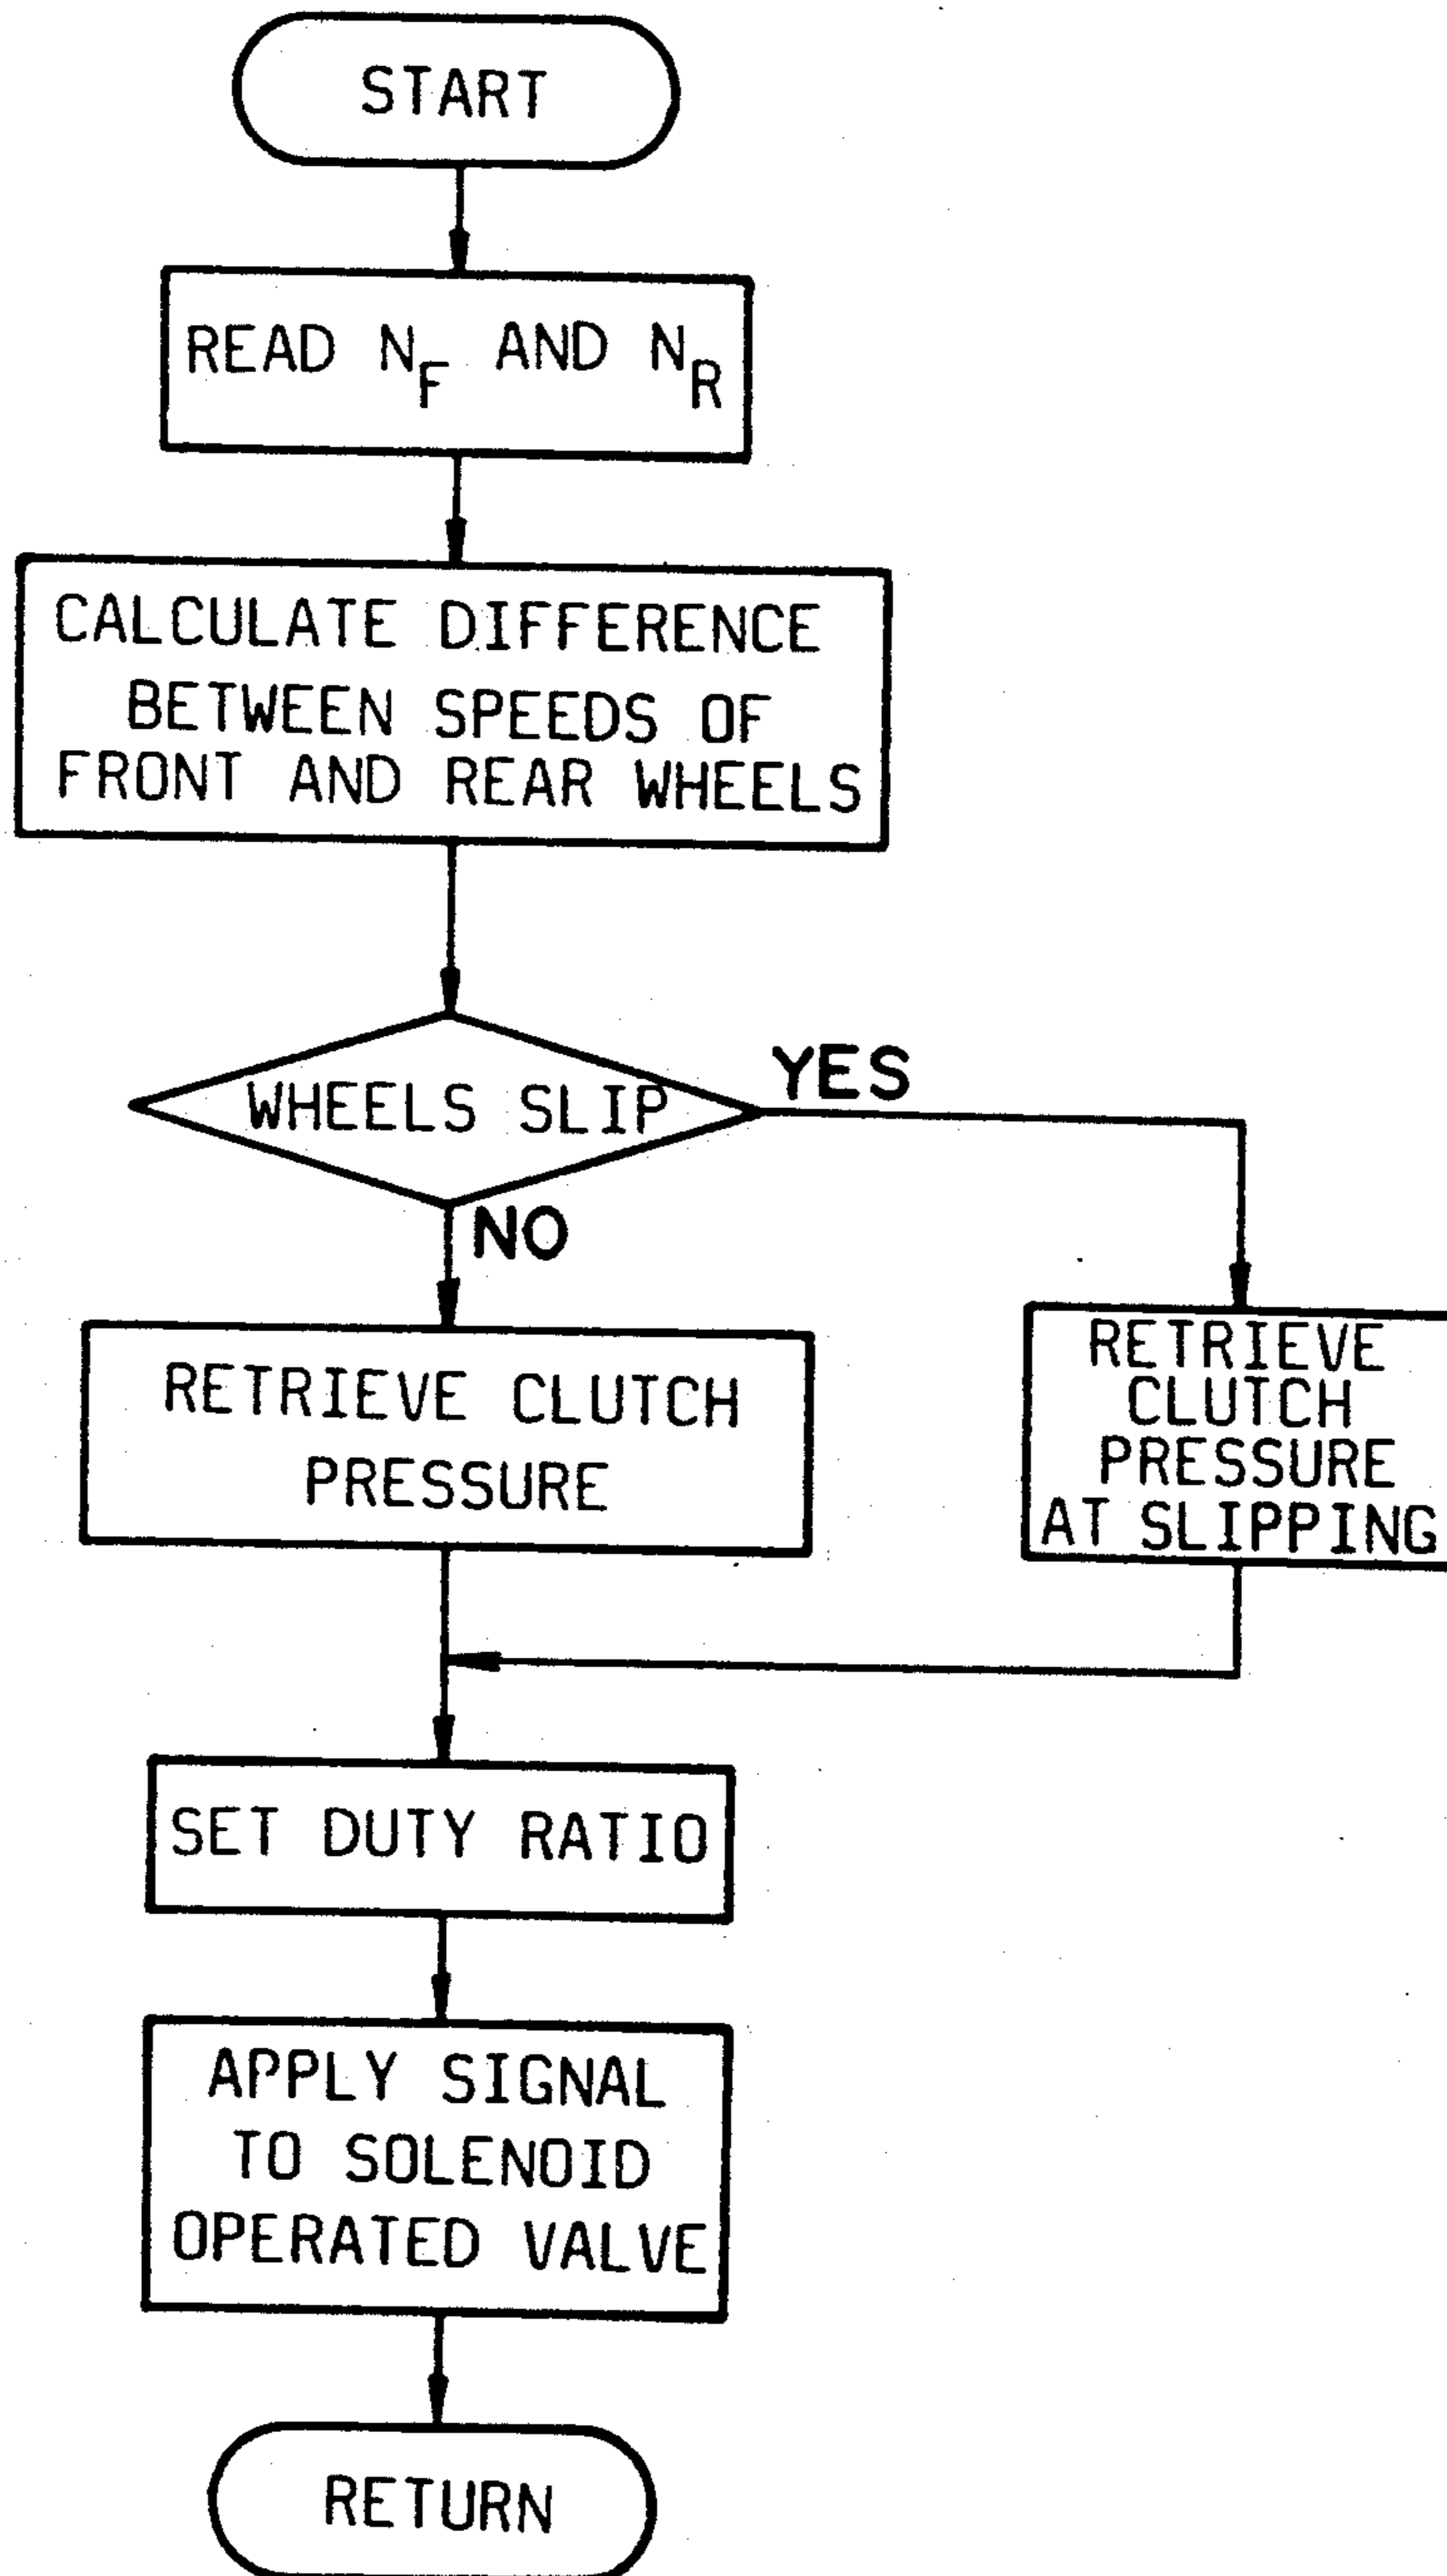 START
READ N_F AND N_R
CALCULATE DIFFERENCE
BETWEEN SPEEDS OF
FRONT AND REAR WHEELS
WHEELS SLIP
YES
NO
RETRIEVE CLUTCH
PRESSURE
RETRIEVE
CLUTCH
PRESSURE
AT SLIPPING
SET DUTY RATIO
APPLY SIGNAL
TO SOLENOID
OPERATED VALVE
RETURN